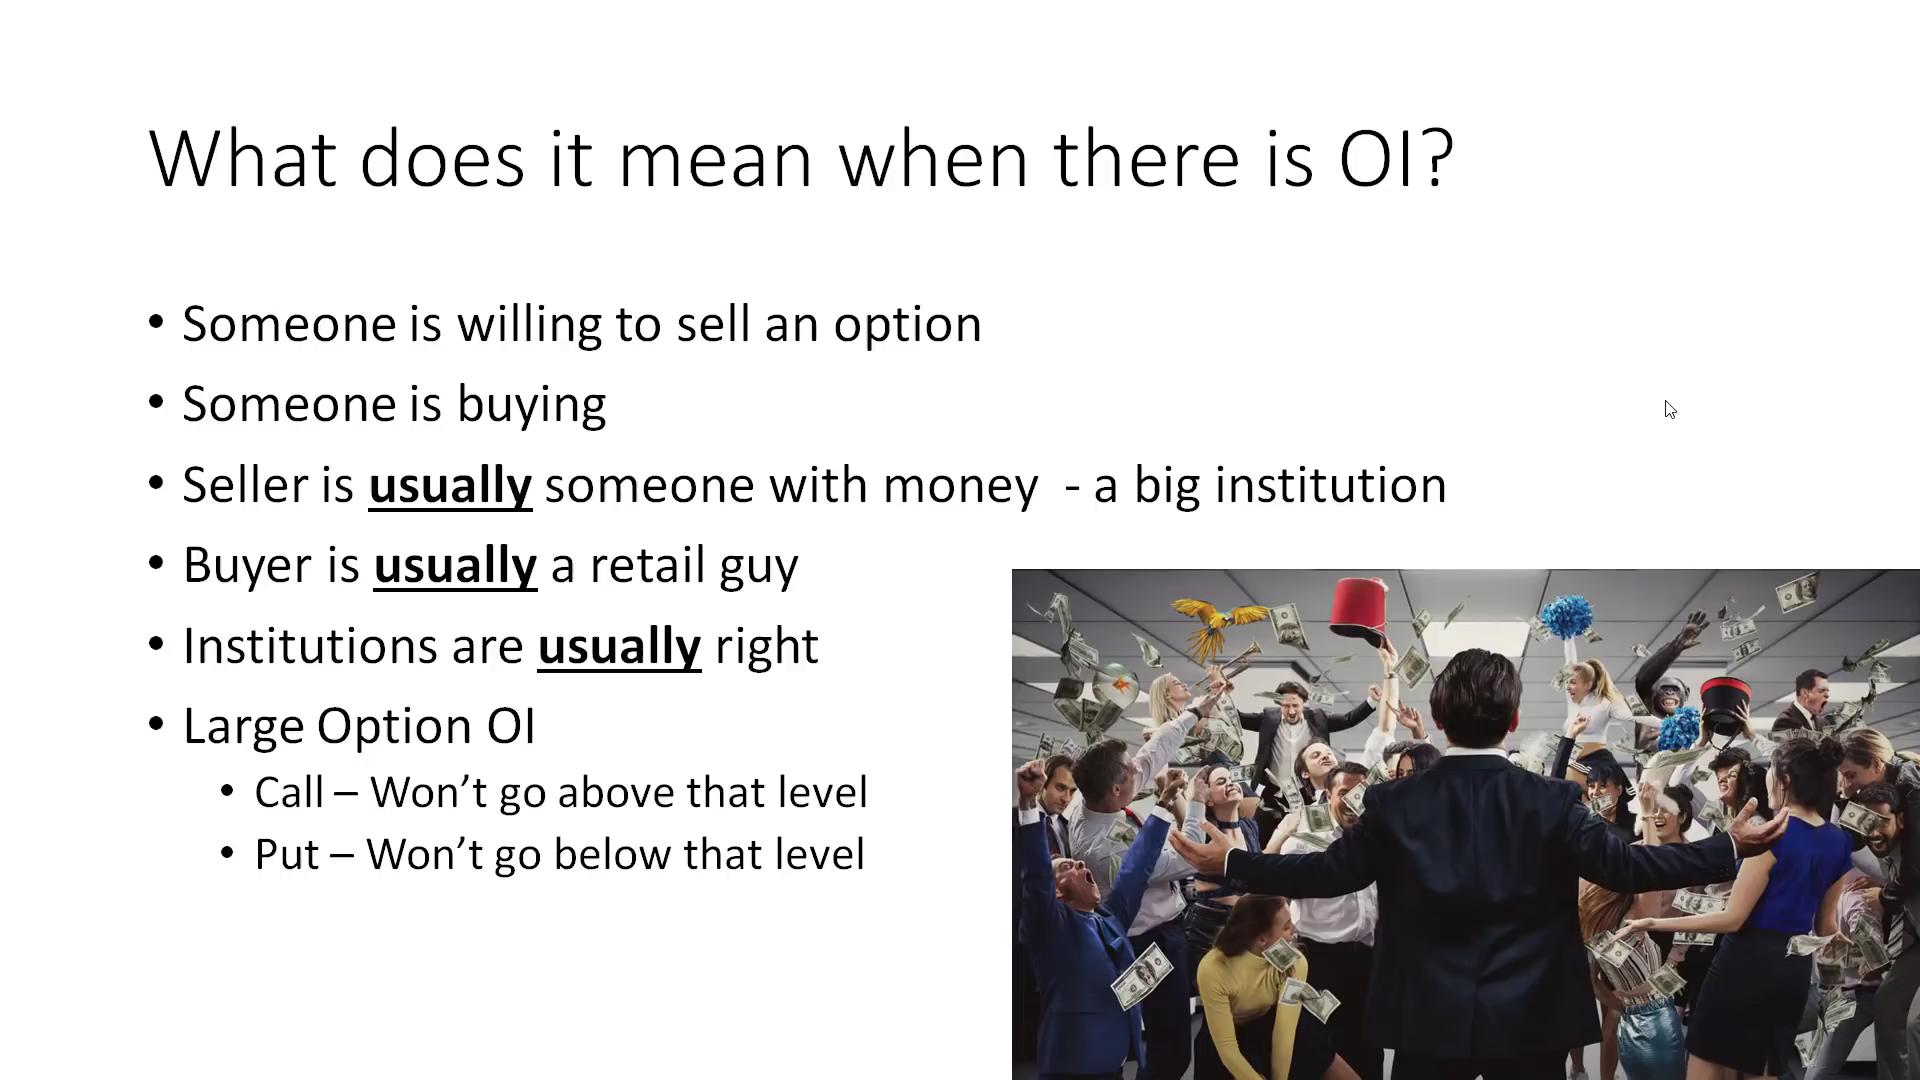 What does it mean when there is OI?
• Someone is willing to sell an option
• Someone is buying
• Seller is usually someone with money  - a big institution
• Buyer is usually a retail guy
• Institutions are usually right
• Large Option OI
• Call – Won’t go above that level
• Put – Won’t go below that level